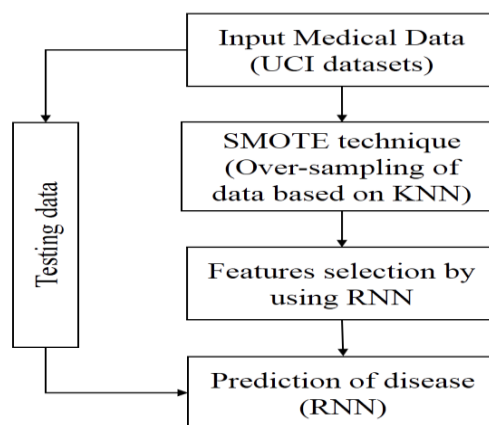 Input Medical Data
(UCI datasets)
SMOTE technique
(Over-sampling of
data based on KNN)
Testing data
Features selection by
using RNN
Prediction of disease
(RNN)